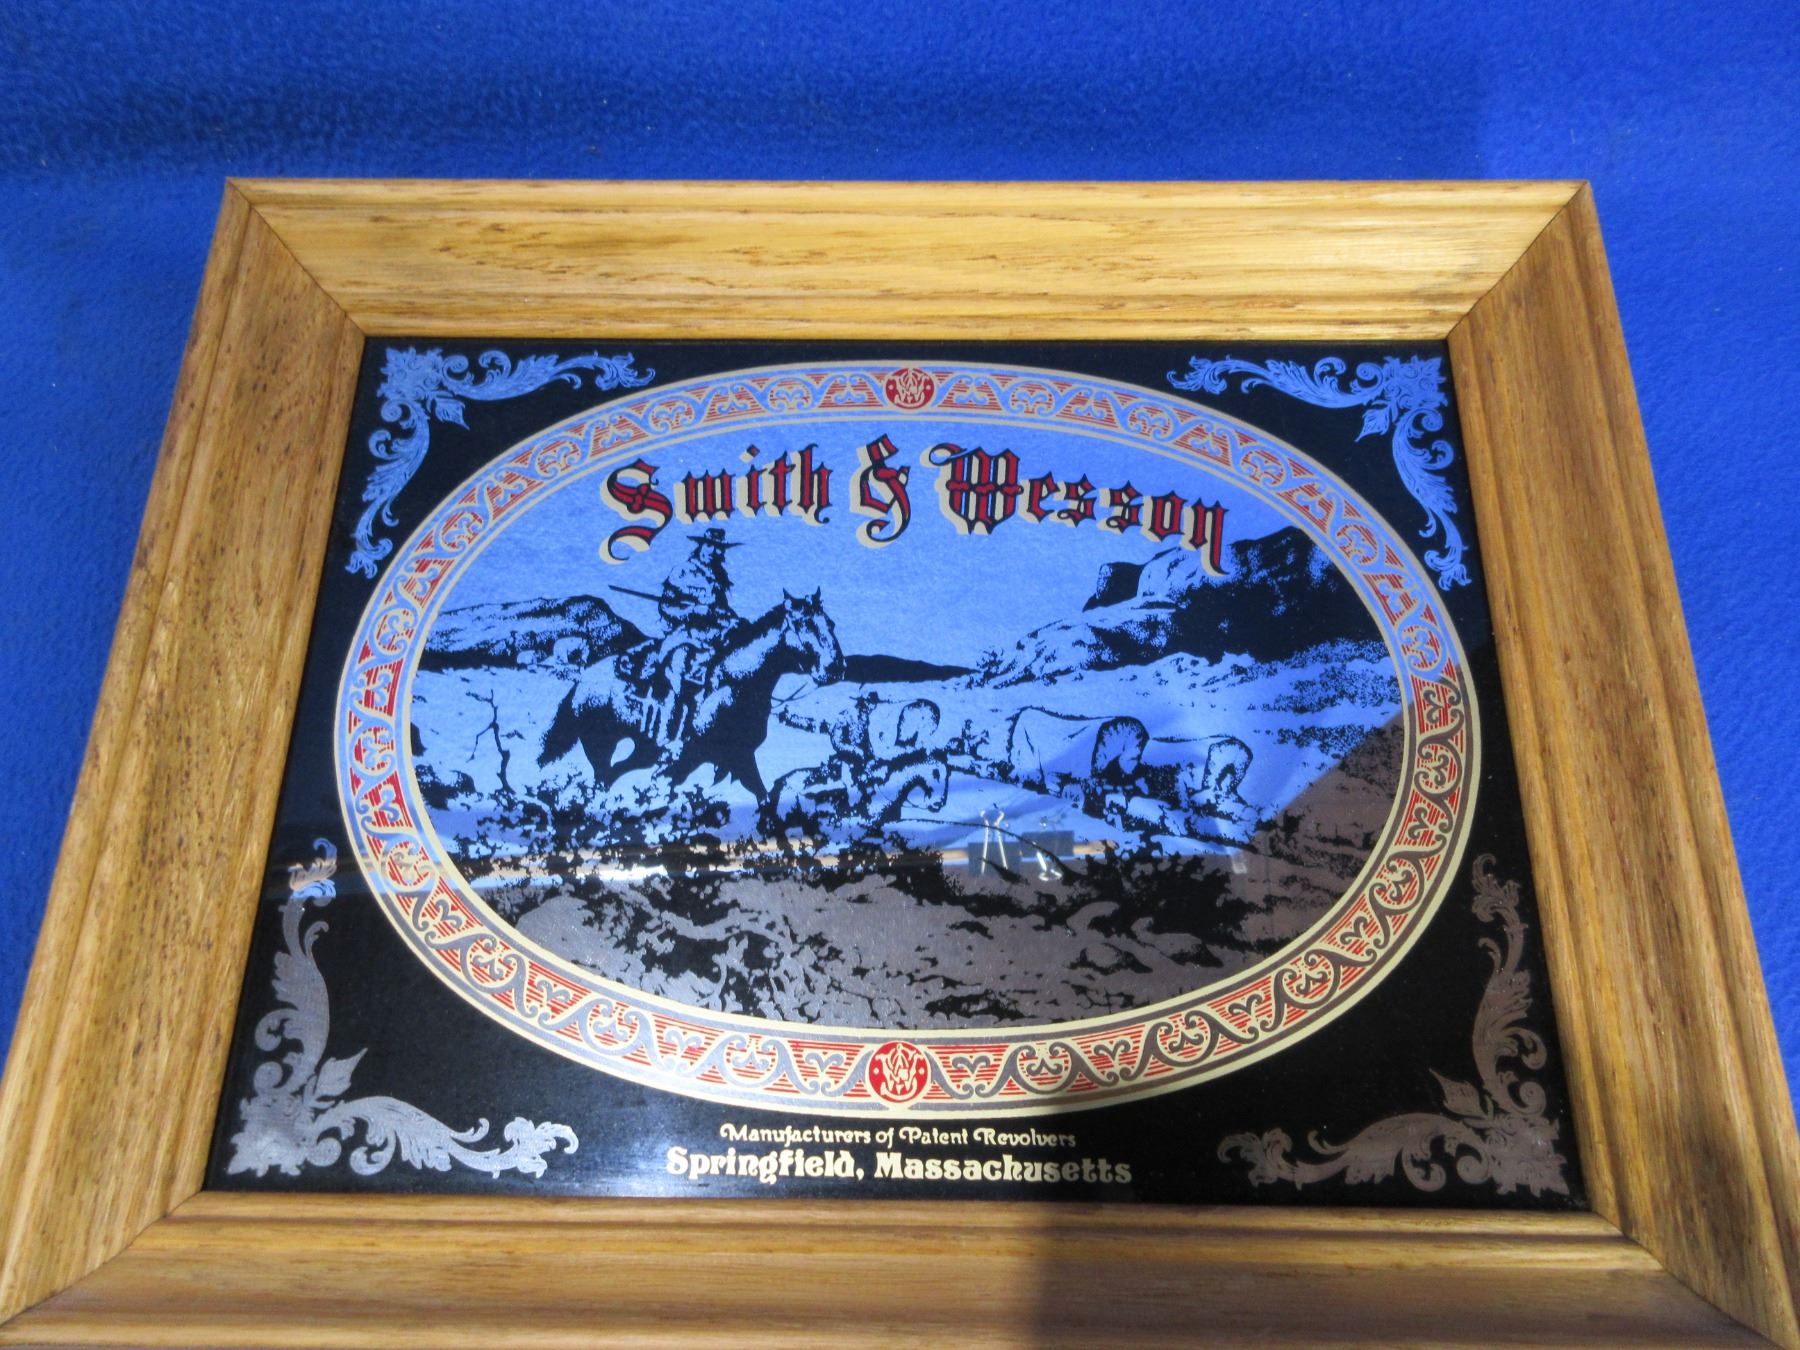 Smith & Wesson
Manufacturers of Patent Revolvers
Springfield, Massachusetts